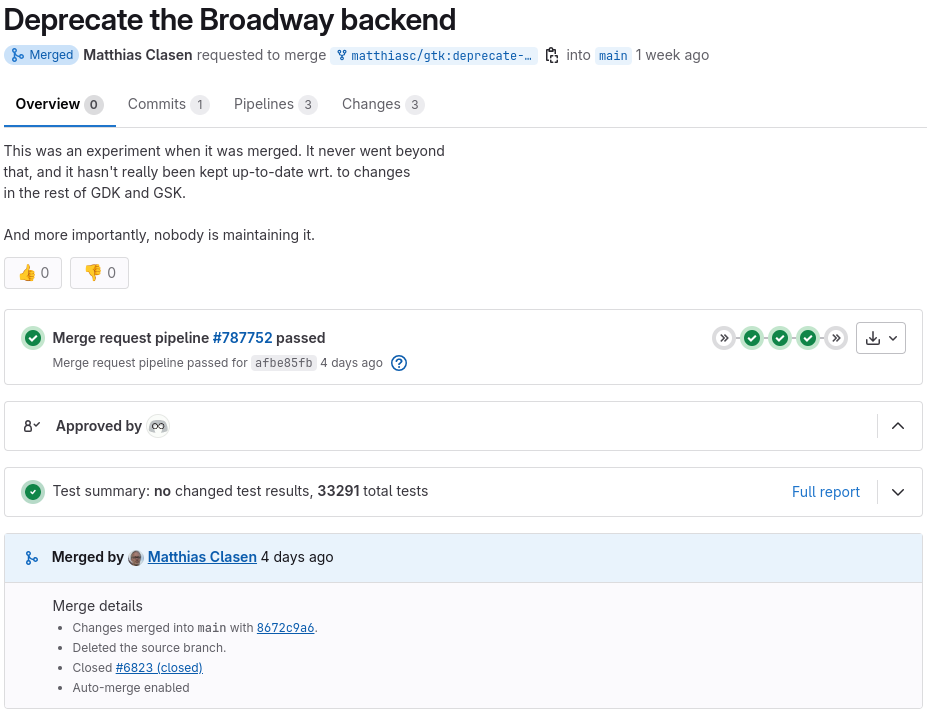 Deprecate the Broadway backend
Merged Matthias Clasen requested to merge matthiasc/gtk:deprecate-… into main 1 week ago
Overview 0 Commits 1 Pipelines 3 Changes 3
This was an experiment when it was merged. It never went beyond
that, and it hasn't really been kept up-to-date wrt. to changes
in the rest of GDK and GSK.
And more importantly, nobody is maintaining it.
👍 0 👎 0
Merge request pipeline #787752 passed
Merge request pipeline passed for afbe85fb 4 days ago
Approved by
Test summary: no changed test results, 33291 total tests Full report
Merged by Matthias Clasen 4 days ago
Merge details
• Changes merged into main with 8672c9a6.
• Deleted the source branch.
• Closed #6823 (closed)
• Auto-merge enabled